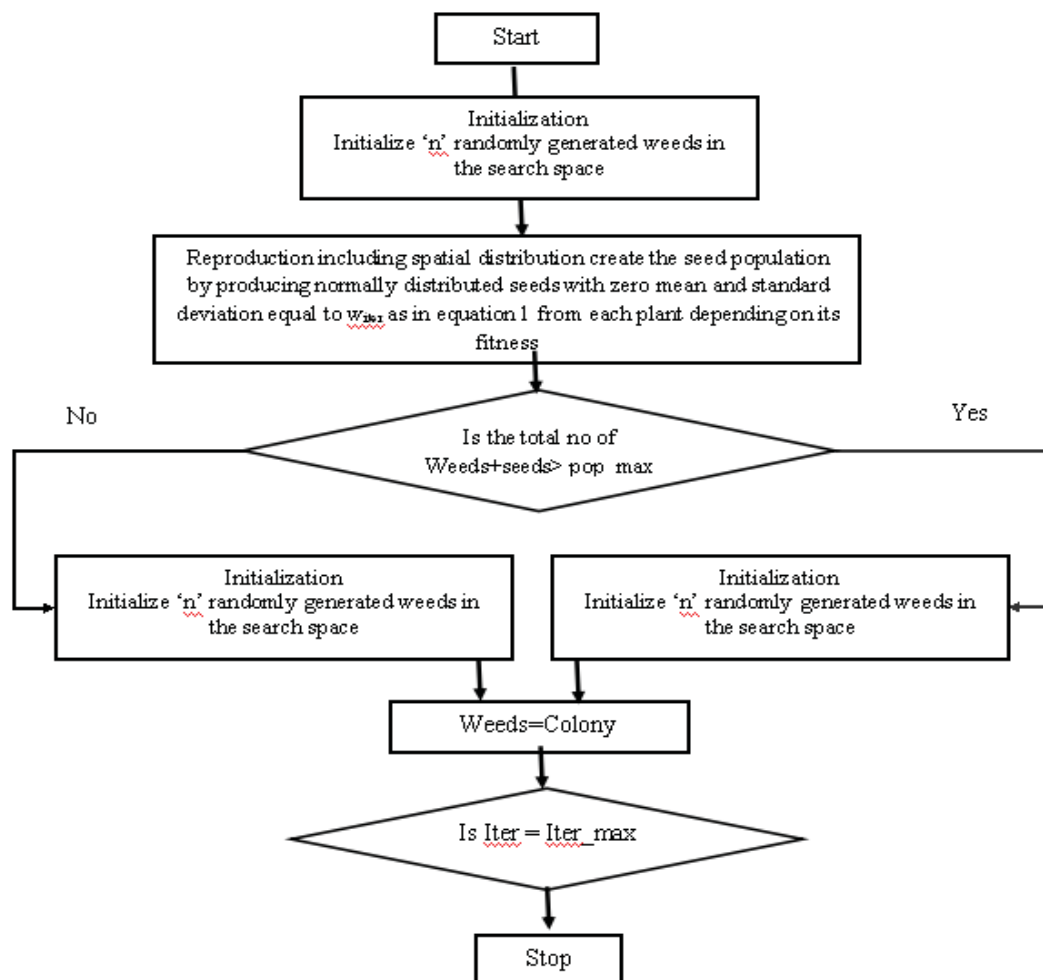 Start
Initialization
Initialize ‘n’ randomly generated weeds in
the search space
Reproduction including spatial distribution create the seed population
by producing normally distributed seeds with zero mean and standard
deviation equal to witer as in equation 1 from each plant depending on its
fitness
No
Yes
Is the total no of
Weeds+seeds> pop max
Initialization
Initialize ‘n’ randomly generated weeds in
the search space
Initialization
Initialize ‘n’ randomly generated weeds in
the search space
Weeds=Colony
Is Iter = Iter_max
Stop